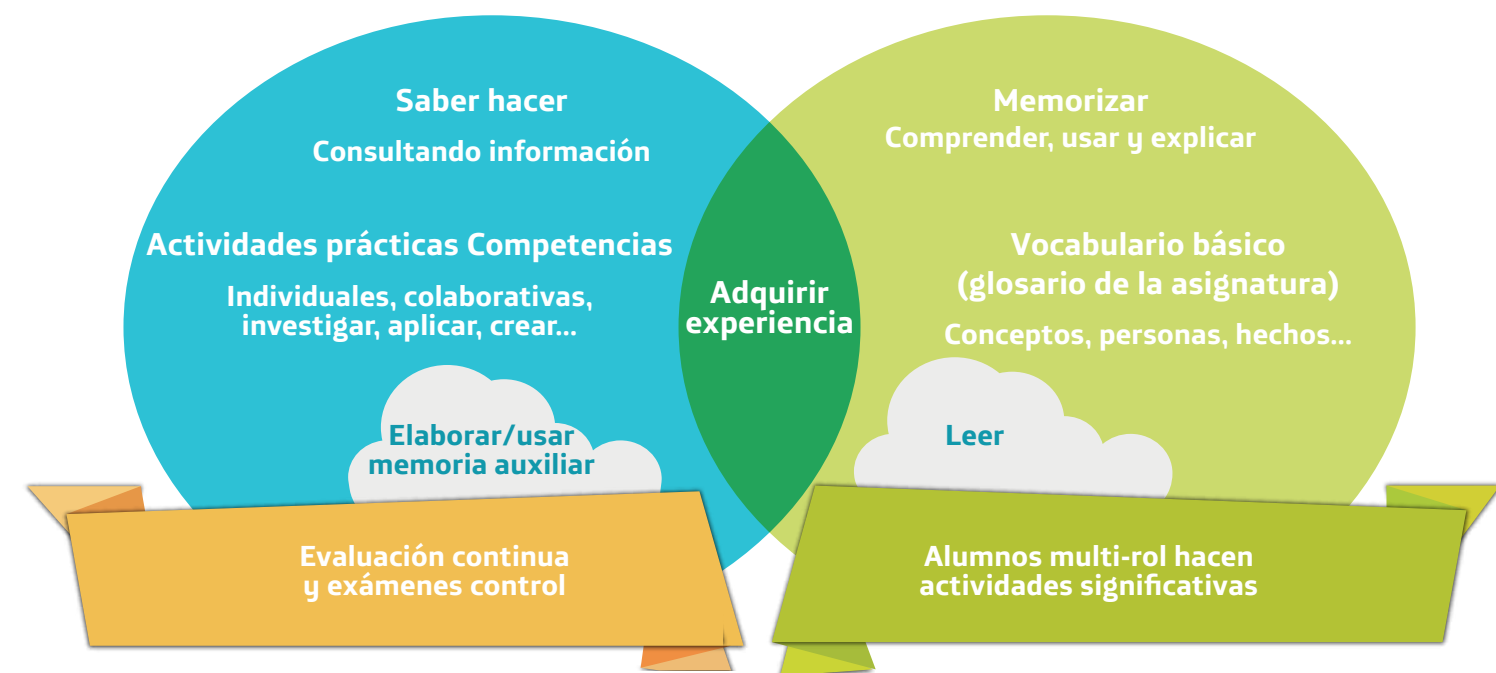 Saber hacer
Consultando información
Actividades prácticas Competencias
Individuales, colaborativas,
investigar, aplicar, crear...
Elaborar/usar
memoria auxiliar
Evaluación continua
y exámenes control
Adquirir
experiencia
Memorizar
Comprender, usar y explicar
Vocabulario básico
(glosario de la asignatura)
Conceptos, personas, hechos...
Leer
Alumnos multi-rol hacen
actividades significativas